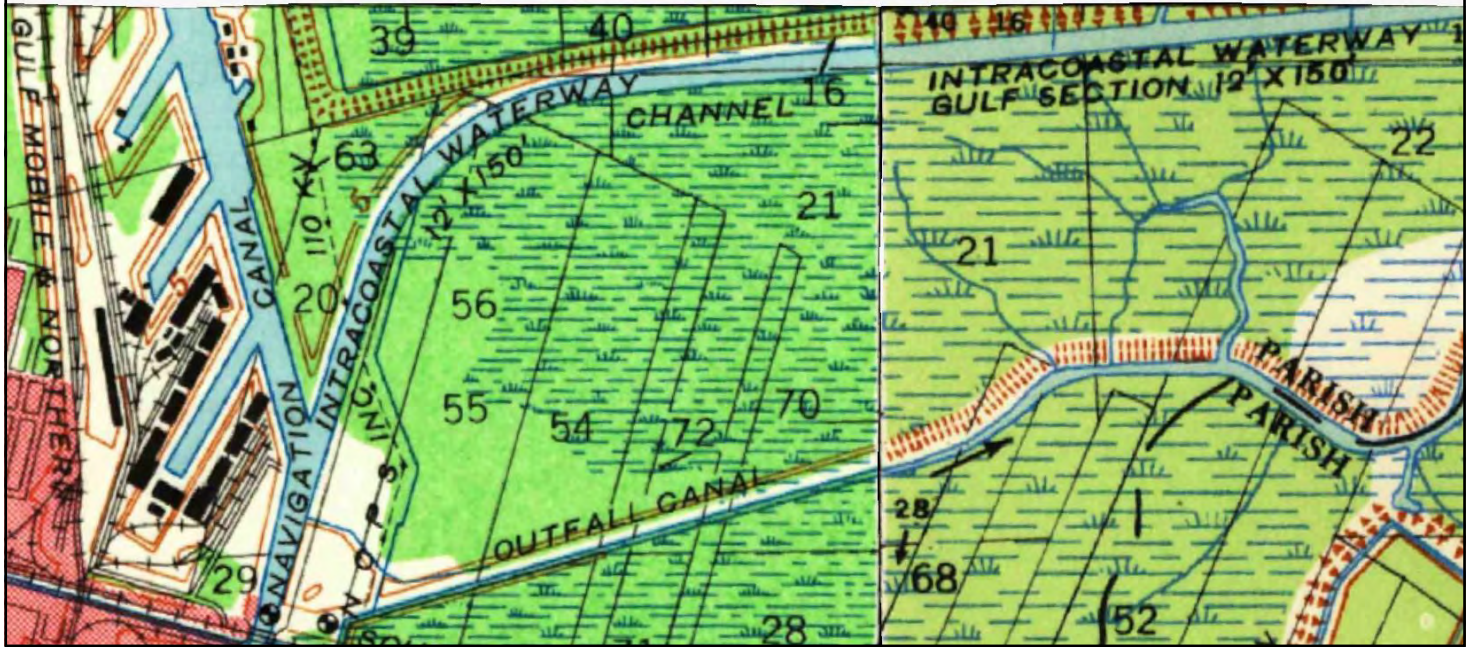 39
40
40
16
INTRACOASTAL WATERWAY
GULF SECTION 12' X 150'
GULF MOBILE & NORTHERN
CHANNEL
16
63
110 KV
5
22
INTRACOASTAL WATERWAY
12' X 150'
21
21
CANAL
5
20
56
PARISH
PARISH
55
54
72
70
U S
NAVIGATION
OUTFALL CANAL
28
29
68
28
52